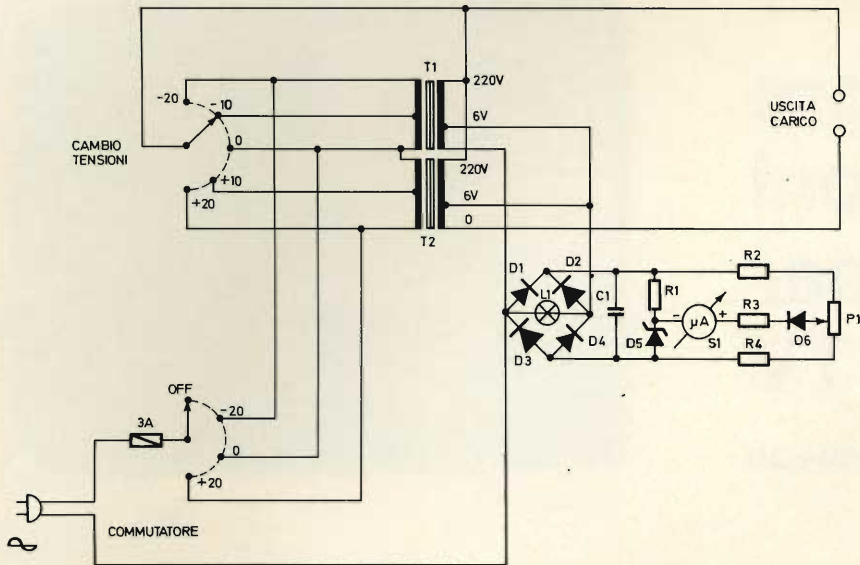 T1
220V
-20
-10
6V
USCITA
CARICO
CAMBIO
TENSIONI
0
220V
+10
6V
+20
0
T2
D1
D2
R2
L1
C1
R1
- µA +
R3
P1
D5
S1
D6
D3
D4
R4
OFF
-20
3A
0
+20
COMMUTATORE